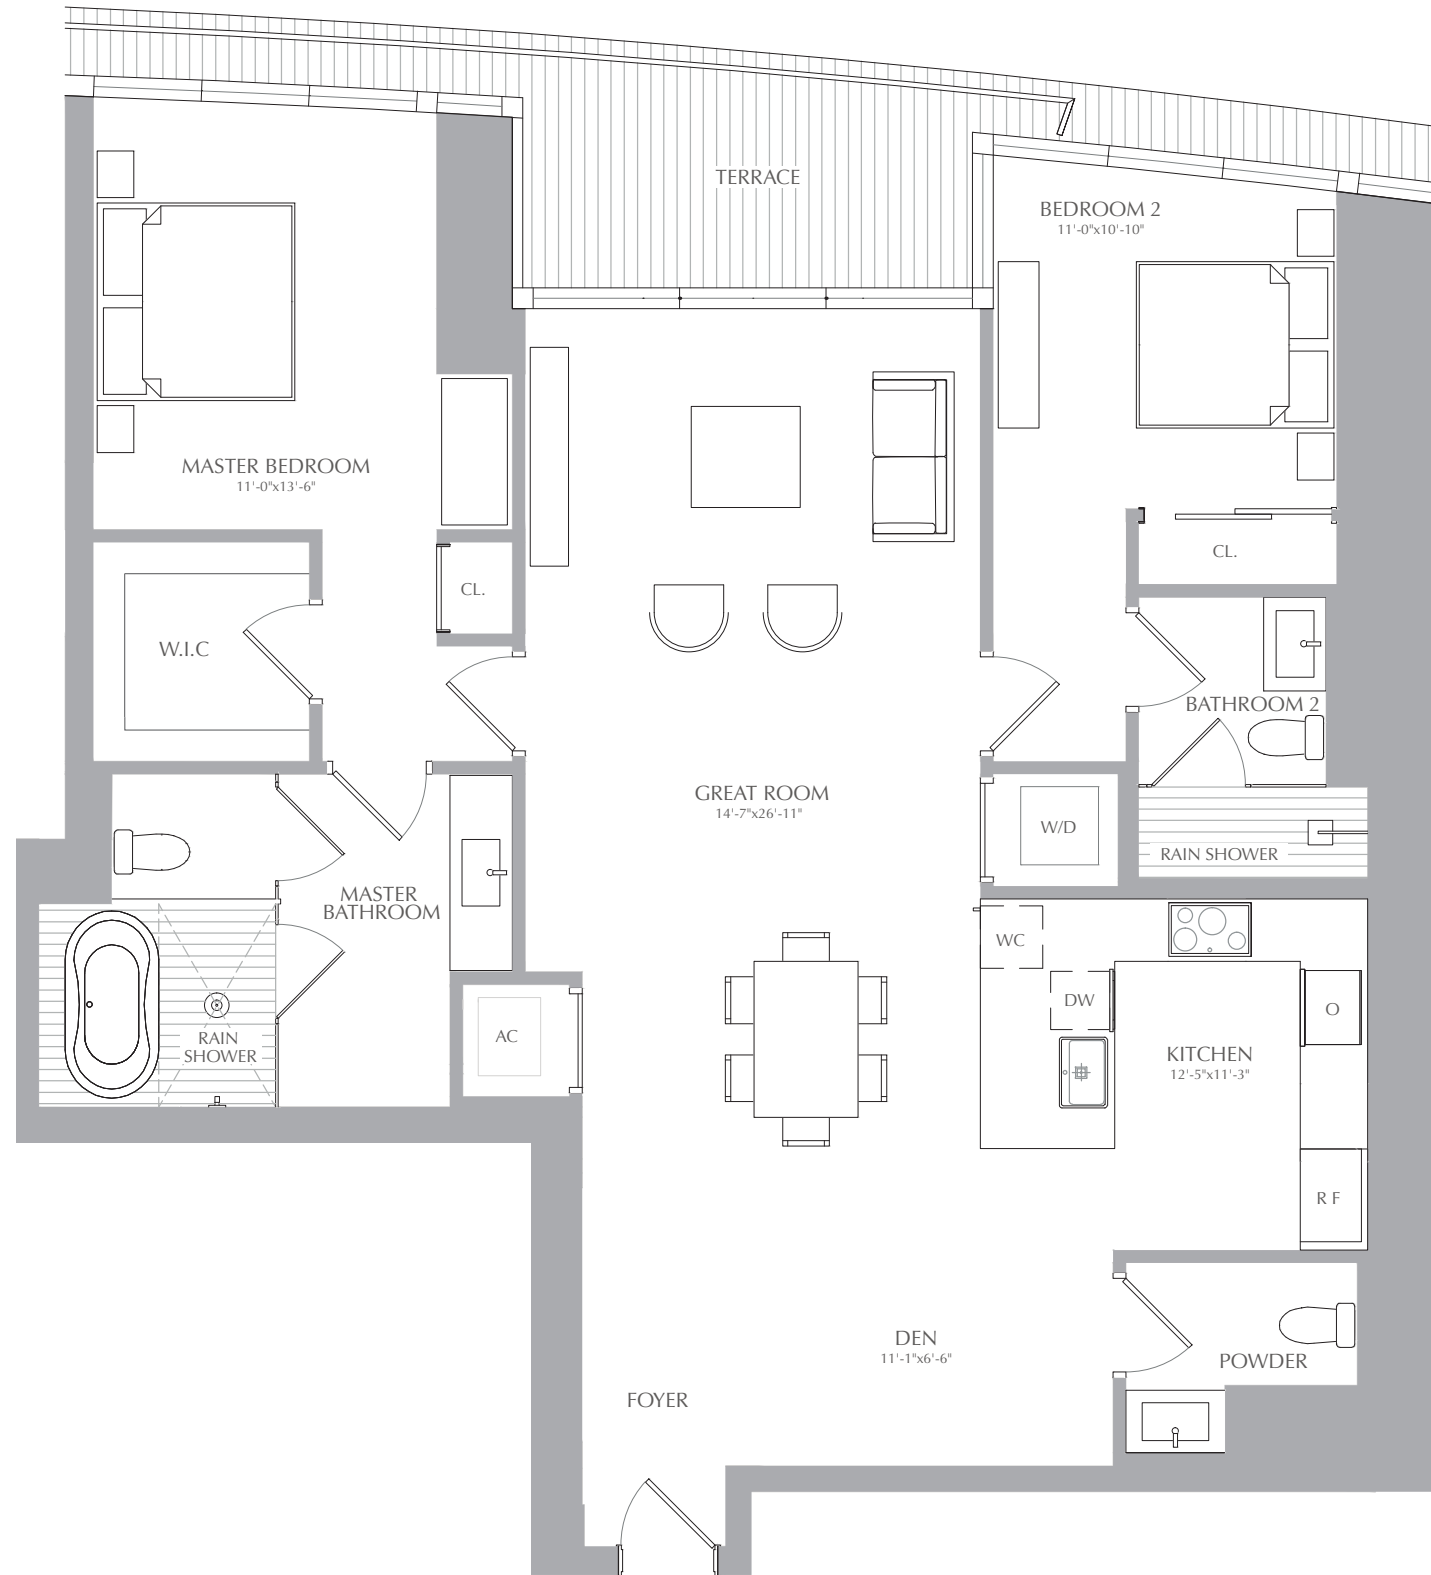 TERRACE
BEDROOM 2
11'-0"x10'-10"
MASTER BEDROOM
11'-0"x13'-6"
CL.
CL.
W.I.C
BATHROOM 2
GREAT ROOM
14'-7"x26'-11"
W/D
RAIN SHOWER
MASTER
BATHROOM
WC
DW
O
AC
RAIN
SHOWER
KITCHEN
12'-5"x11'-3"
R F
DEN
11'-1"x6'-6"
POWDER
FOYER